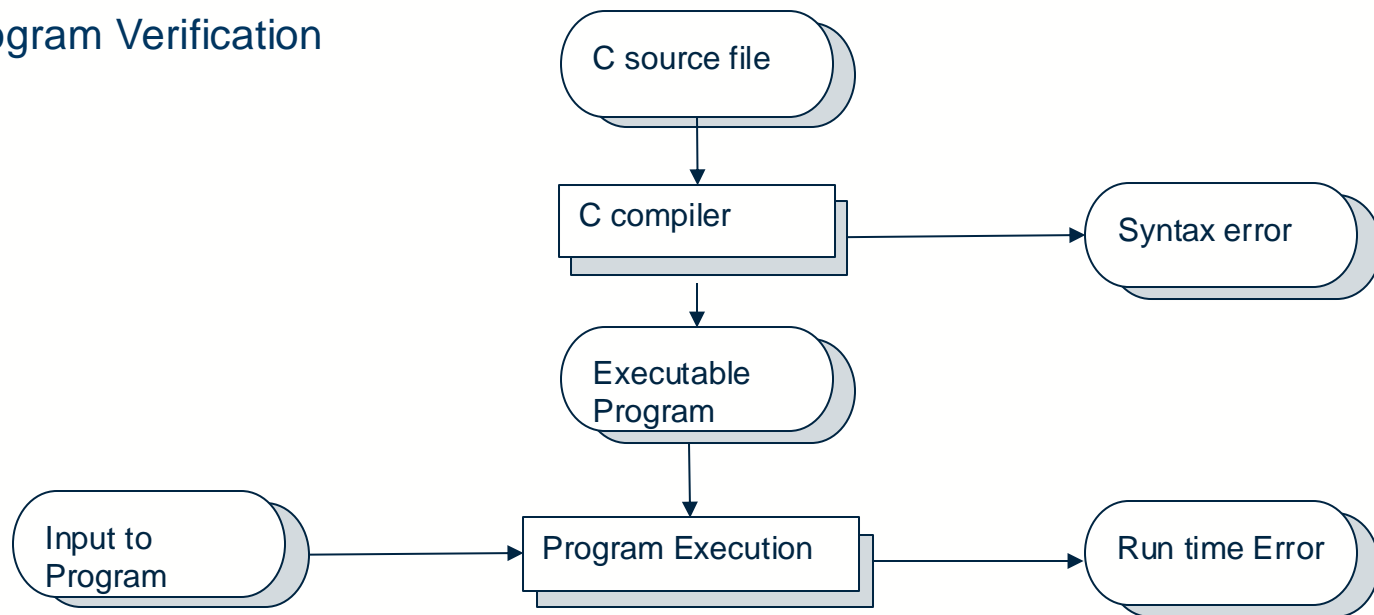 ogram Verification
C source file
C compiler
Syntax error
Executable
Program
Input to
Program
Program Execution
Run time Error